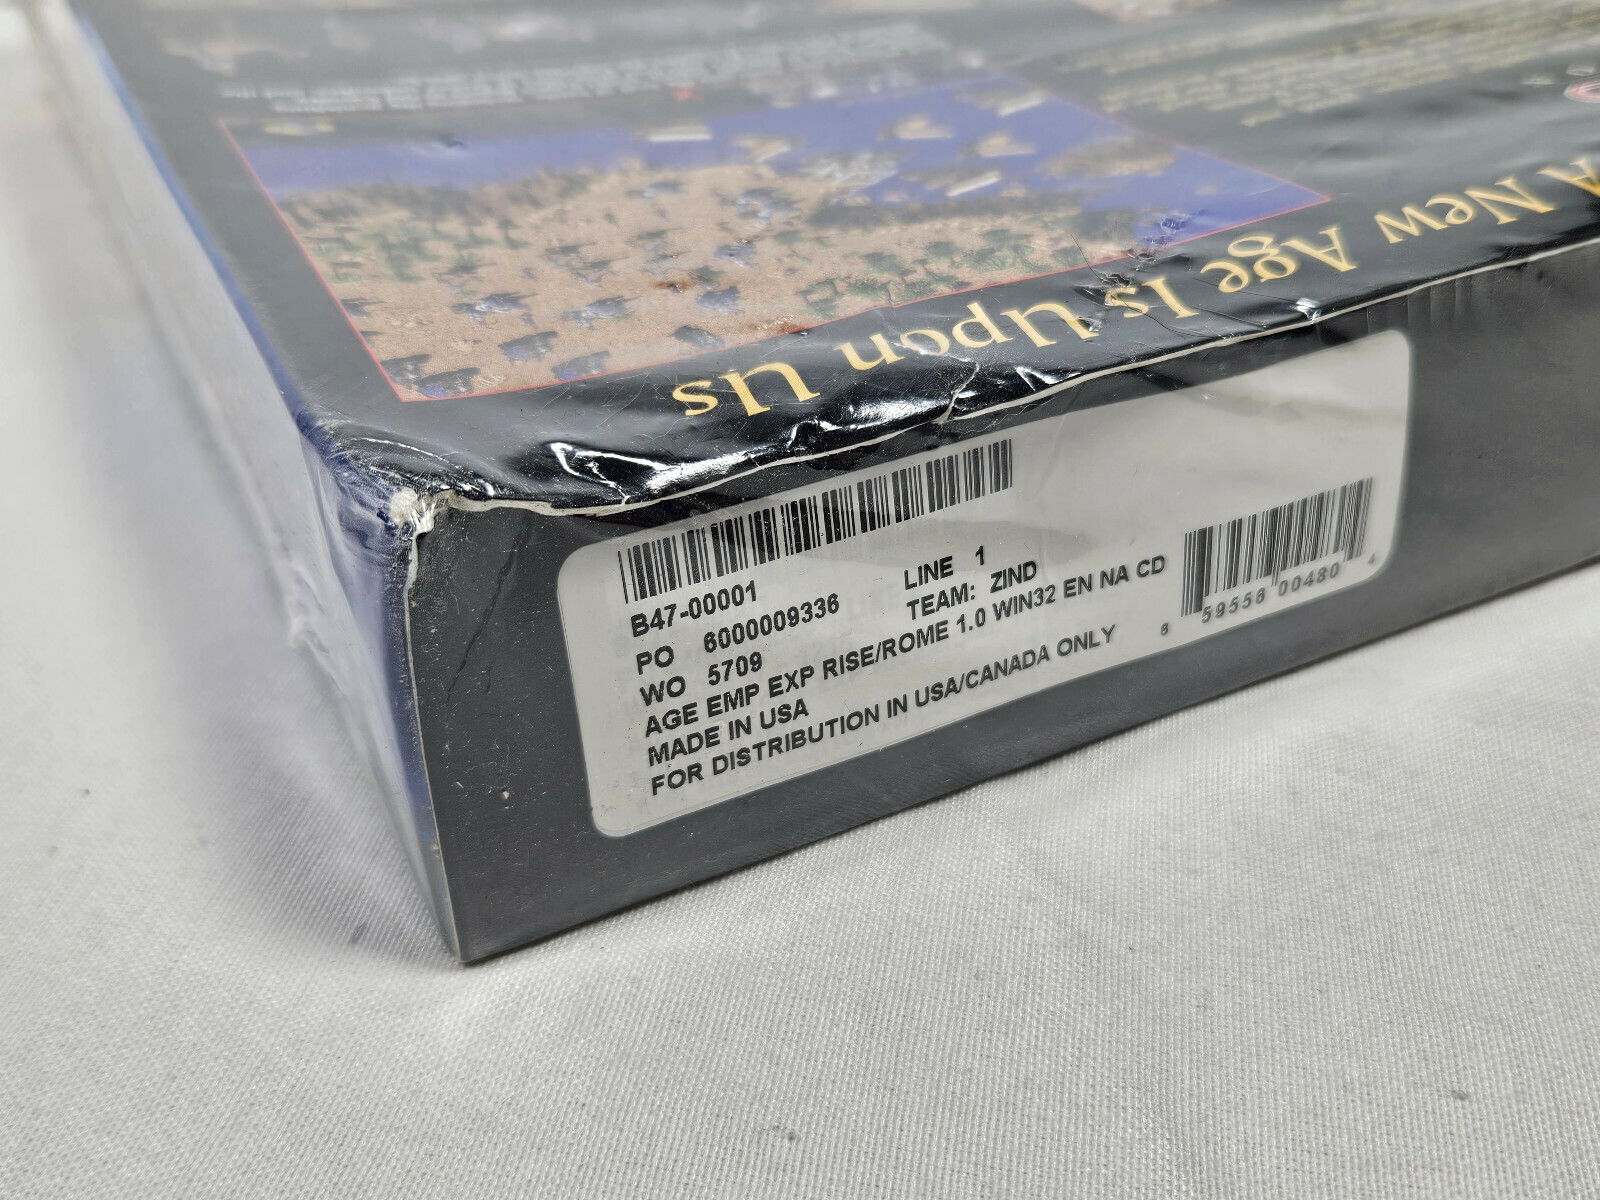 A New Age Is Upon Us
B47-00001
PO 6000009336 LINE 1
WO 5709 TEAM: ZIND
AGE EMP EXP RISE/ROME 1.0 WIN32 EN NA CD
MADE IN USA
FOR DISTRIBUTION IN USA/CANADA ONLY
6 59556 00480 4